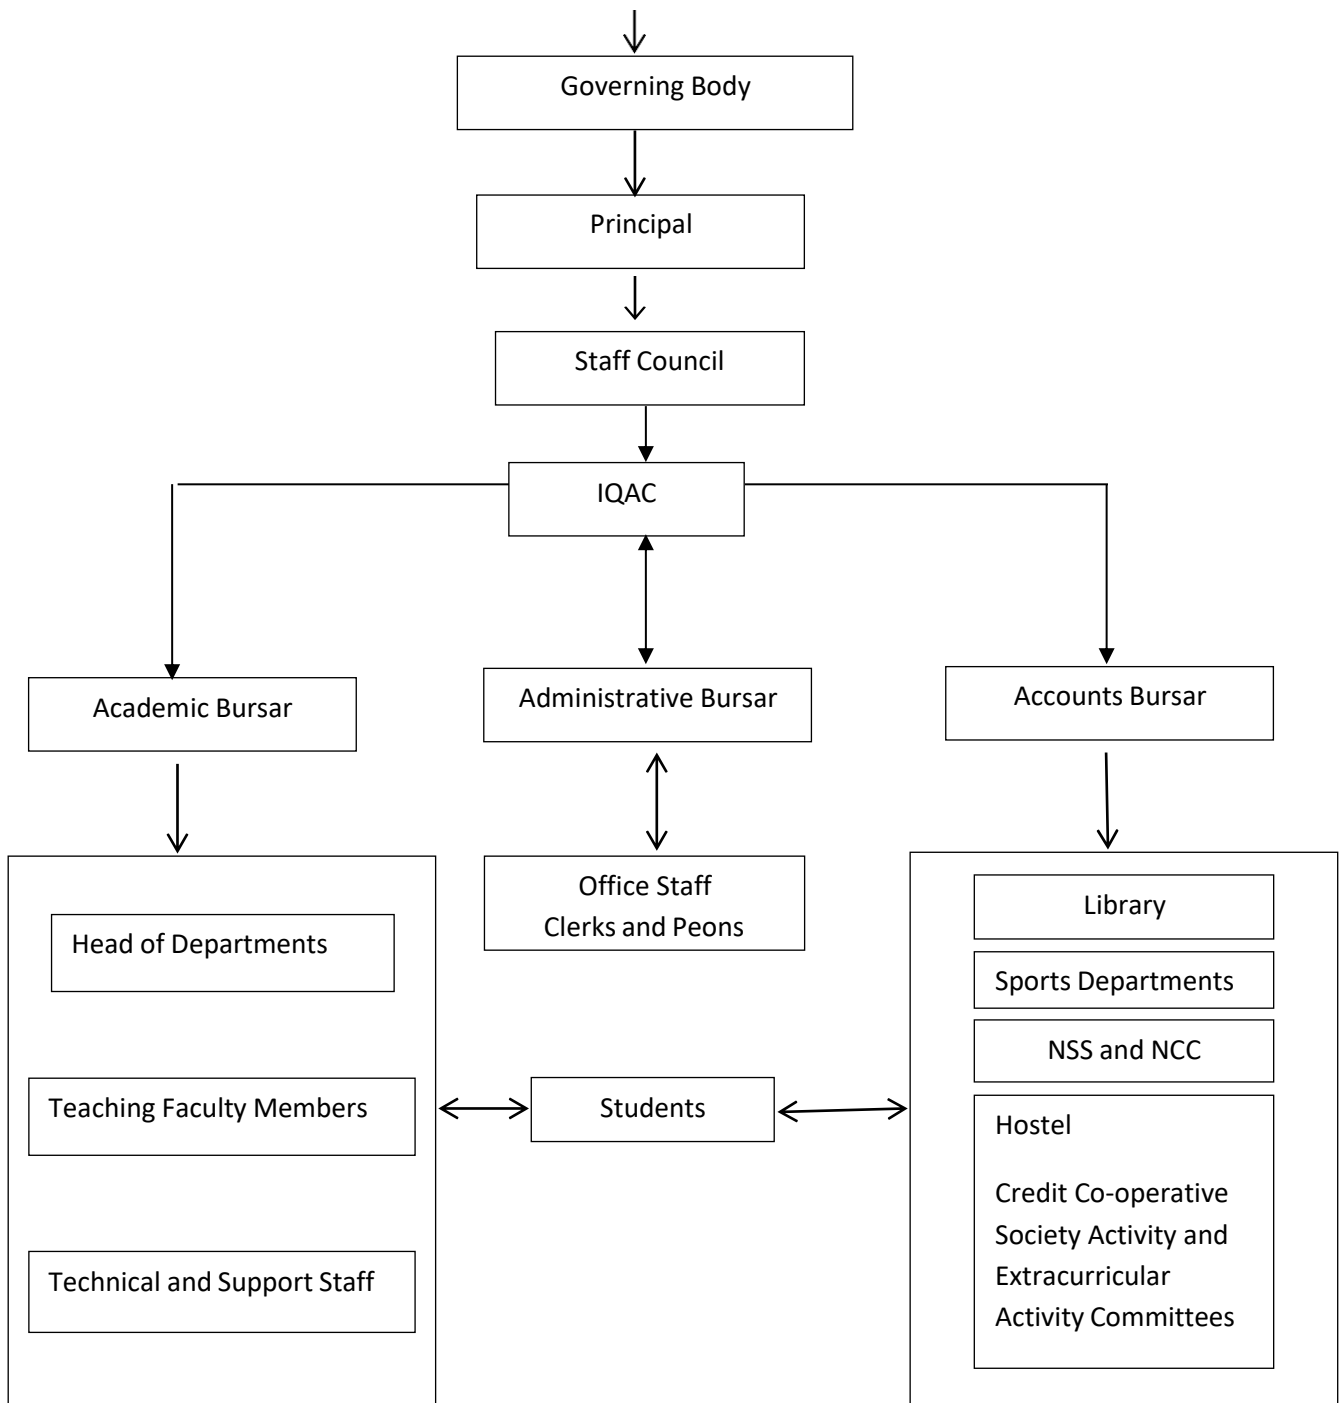 Governing Body
Principal
Staff Council
IQAC
Academic Bursar
Administrative Bursar
Accounts Bursar
Head of Departments
Teaching Faculty Members
Technical and Support Staff
Office Staff
Clerks and Peons
Students
Library
Sports Departments
NSS and NCC
Hostel
Credit Co-operative
Society Activity and
Extracurricular
Activity Committees